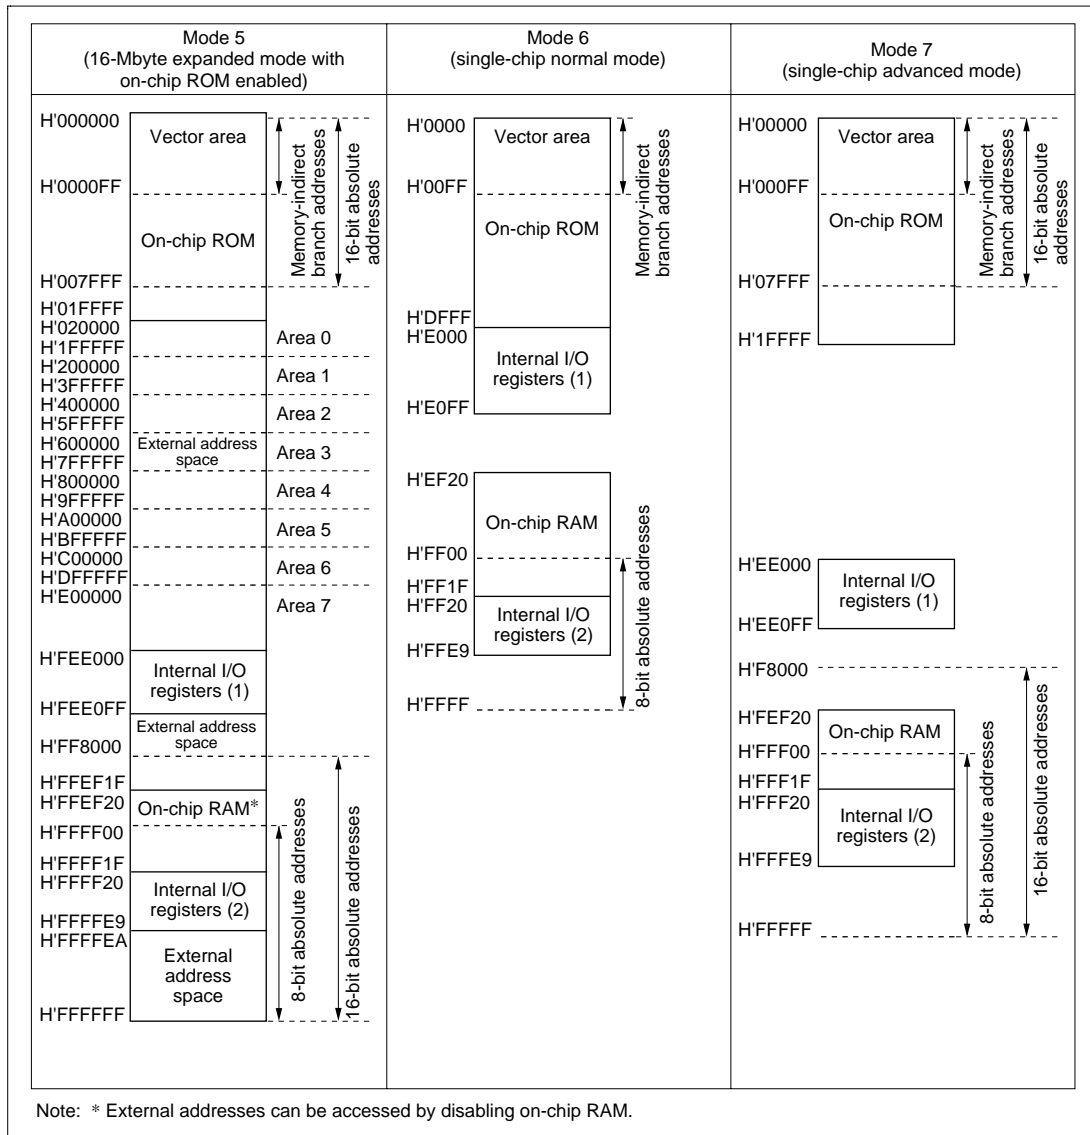 Mode 5
(16-Mbyte expanded mode with
on-chip ROM enabled)
H'000000
Vector area
H'0000FF
On-chip ROM
H'007FFF
H'01FFFF
H'020000
Area 0
H'1FFFFF
H'200000
Area 1
H'3FFFFF
H'400000
Area 2
H'5FFFFF
H'600000
External address
space
Area 3
H'7FFFFF
H'800000
Area 4
H'9FFFFF
H'A00000
Area 5
H'BFFFFF
H'C00000
Area 6
H'DFFFFF
H'E00000
Area 7
H'FEE000
Internal I/O
registers (1)
H'FEE0FF
External address
space
H'FF8000
H'FFEF1F
H'FFEF20
On-chip RAM*
H'FFFF00
H'FFFF1F
H'FFFF20
Internal I/O
registers (2)
H'FFFFE9
H'FFFFEA
External
address
space
H'FFFFFF
Memory-indirect
branch addresses
16-bit absolute
addresses
8-bit absolute addresses
16-bit absolute addresses
Mode 6
(single-chip normal mode)
H'0000
Vector area
H'00FF
On-chip ROM
H'DFFF
H'E000
Internal I/O
registers (1)
H'E0FF
H'EF20
On-chip RAM
H'FF00
H'FF1F
H'FF20
Internal I/O
registers (2)
H'FFE9
H'FFFF
Memory-indirect
branch addresses
8-bit absolute addresses
Mode 7
(single-chip advanced mode)
H'00000
Vector area
H'000FF
On-chip ROM
H'07FFF
H'1FFFF
H'EE000
Internal I/O
registers (1)
H'EE0FF
H'F8000
H'FEF20
On-chip RAM
H'FFF00
H'FFF1F
H'FFF20
Internal I/O
registers (2)
H'FFFE9
H'FFFFF
Memory-indirect
branch addresses
16-bit absolute
addresses
8-bit absolute addresses
16-bit absolute addresses
Note: * External addresses can be accessed by disabling on-chip RAM.